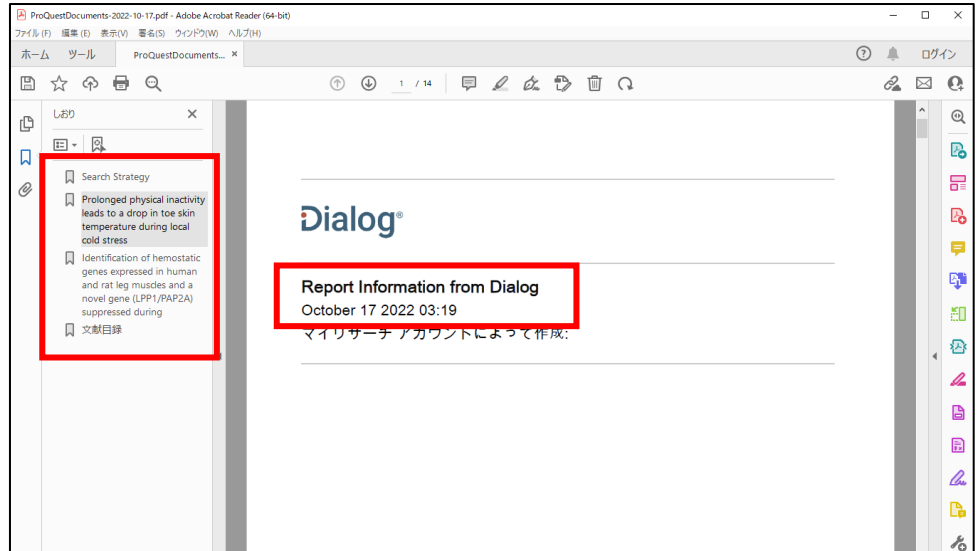 ProQuestDocuments-2022-10-17.pdf - Adobe Acrobat Reader (64-bit)
ファイル(F) 編集(E) 表示(V) 署名(S) ウィンドウ(W) ヘルプ(H)
ホーム ツール ProQuestDocuments... × ログイン
1 / 14
しおり
Search Strategy
Prolonged physical inactivity
leads to a drop in toe skin
temperature during local
cold stress
Identification of hemostatic
genes expressed in human
and rat leg muscles and a
novel gene (LPP1/PAP2A)
suppressed during
文献目録
Dialog®
Report Information from Dialog
October 17 2022 03:19
マイリサーチ アカウントによって作成: